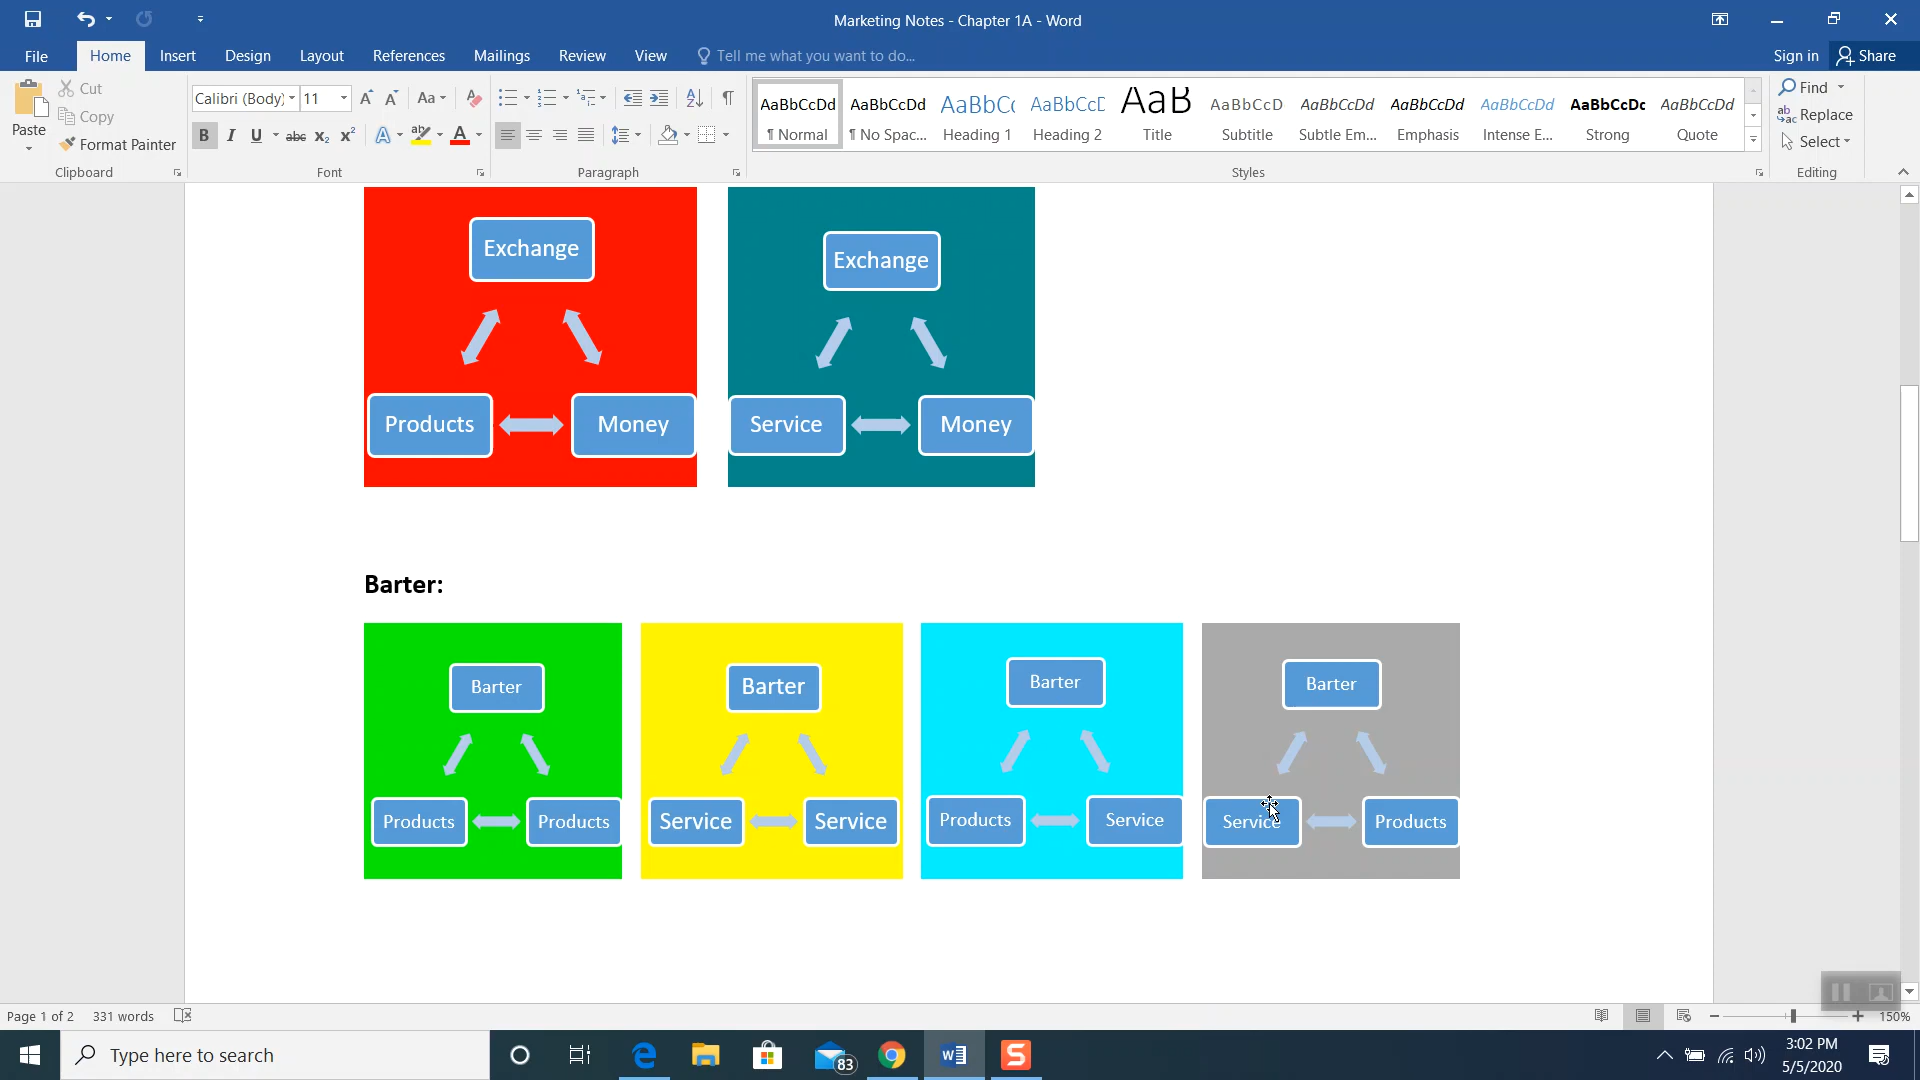 Marketing Notes - Chapter 1A - Word
File Home Insert Design Layout References Mailings Review View Tell me what you want to do... Sign in Share
Paste
Cut
Copy
Format Painter
Clipboard
Calibri (Body) 11
Font
Paragraph
AaBbCcDd AaBbCcDd AaBbCc AaBbCcD AaB AaBbCcD AaBbCcDd AaBbCcDd AaBbCcDd AaBbCcDc AaBbCcDd
¶ Normal ¶ No Spac... Heading 1 Heading 2 Title Subtitle Subtle Em... Emphasis Intense E... Strong Quote
Styles
Find
Replace
Select
Editing
Exchange
Products Money
Exchange
Service Money
Barter:
Barter
Products Products
Barter
Service Service
Barter
Products Service
Barter
Service Products
Page 1 of 2 331 words 150%
Type here to search
83
3:02 PM
5/5/2020